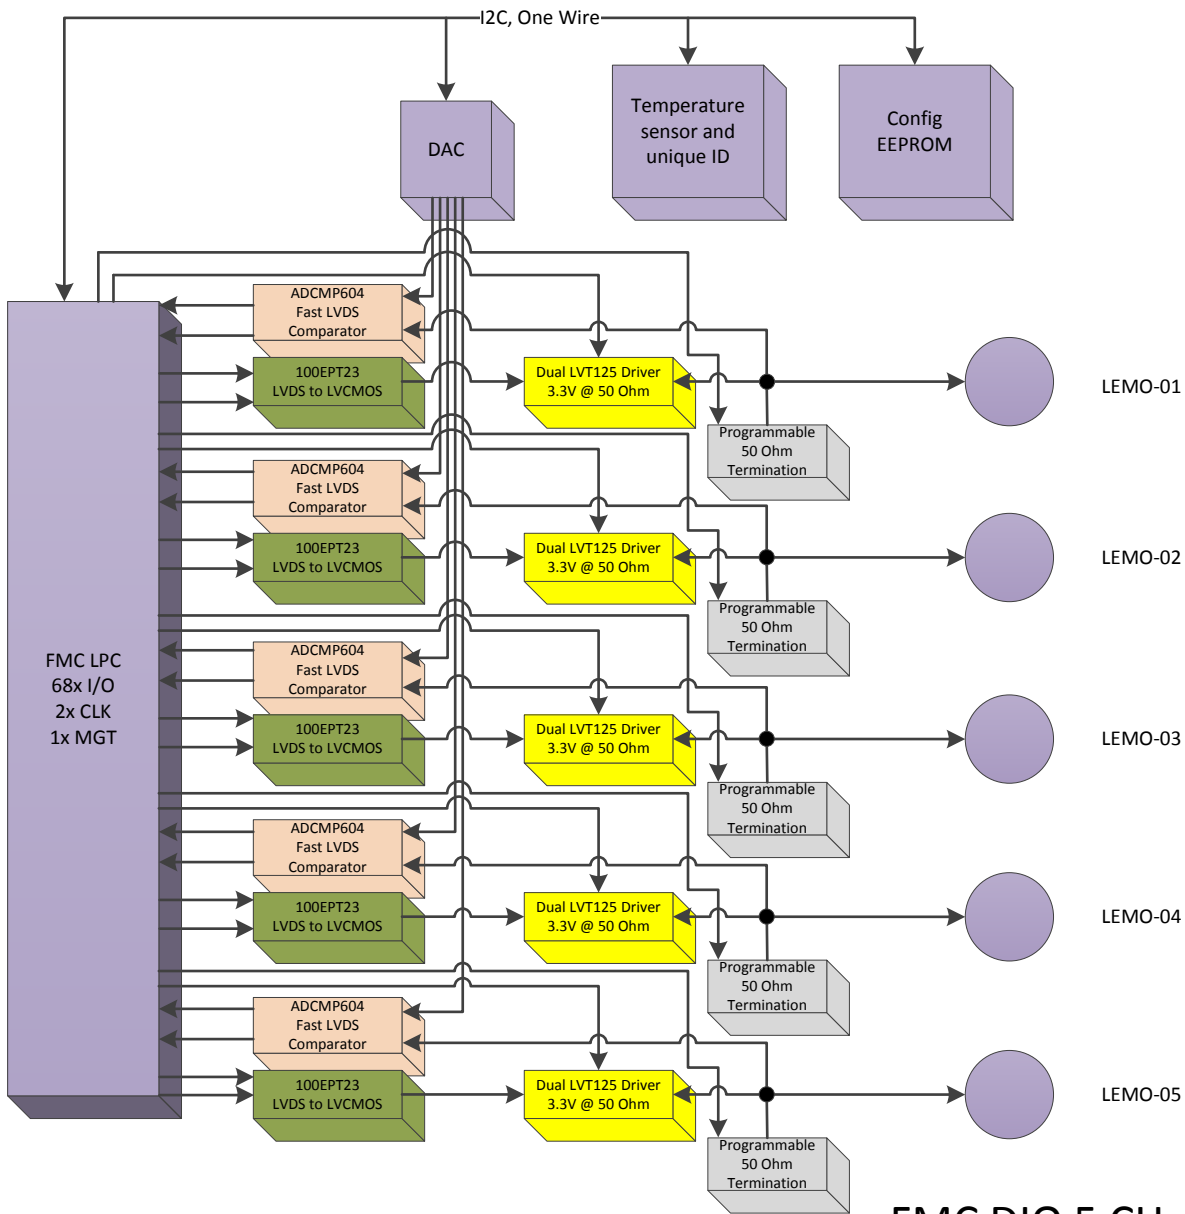 I2C, One Wire
DAC
Temperature
sensor and
unique ID
Config
EEPROM
FMC LPC
68x I/O
2x CLK
1x MGT
ADCMP604
Fast LVDS
Comparator
100EPT23
LVDS to LVCMOS
Dual LVT125 Driver
3.3V @ 50 Ohm
Programmable
50 Ohm
Termination
LEMO-01
ADCMP604
Fast LVDS
Comparator
100EPT23
LVDS to LVCMOS
Dual LVT125 Driver
3.3V @ 50 Ohm
Programmable
50 Ohm
Termination
LEMO-02
ADCMP604
Fast LVDS
Comparator
100EPT23
LVDS to LVCMOS
Dual LVT125 Driver
3.3V @ 50 Ohm
Programmable
50 Ohm
Termination
LEMO-03
ADCMP604
Fast LVDS
Comparator
100EPT23
LVDS to LVCMOS
Dual LVT125 Driver
3.3V @ 50 Ohm
Programmable
50 Ohm
Termination
LEMO-04
ADCMP604
Fast LVDS
Comparator
100EPT23
LVDS to LVCMOS
Dual LVT125 Driver
3.3V @ 50 Ohm
Programmable
50 Ohm
Termination
LEMO-05
FMC DIO 5 CH